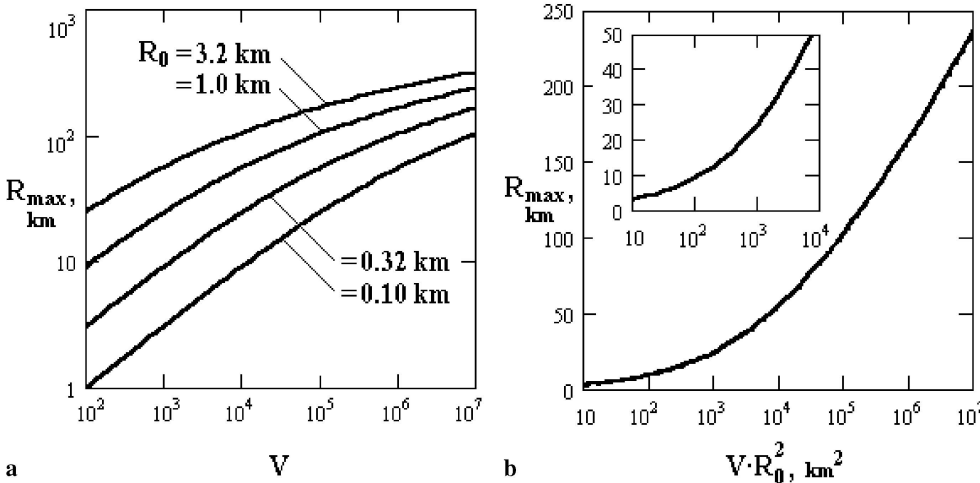 10³
R₀ = 3.2 km
= 1.0 km
10²
R_max,
km
10
= 0.32 km
= 0.10 km
1
10² 10³ 10⁴ 10⁵ 10⁶ 10⁷
a V
250
200
R_max,
km
150
100
50
0
50
40
30
20
10
0
10 10² 10³ 10⁴
10 10² 10³ 10⁴ 10⁵ 10⁶ 10⁷
b V·R₀², km²